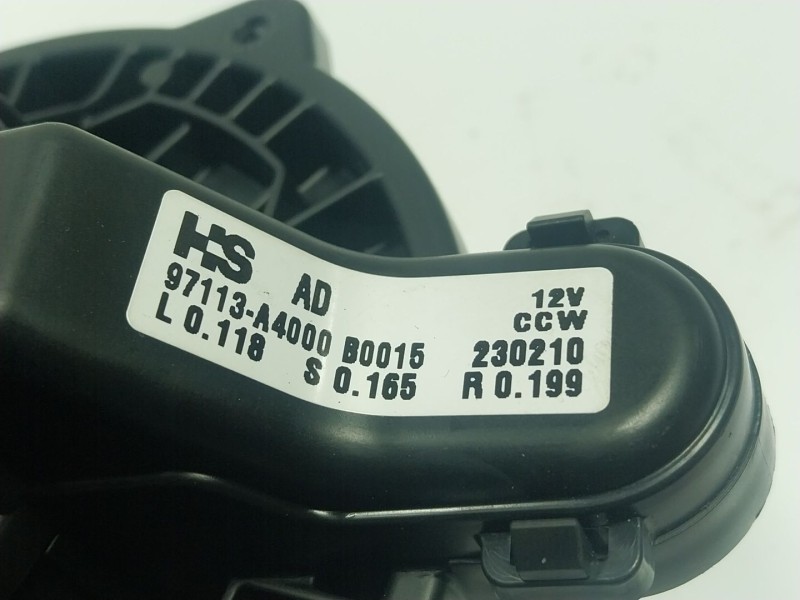 HS AD 12V
CCW
97113-A4000 B0015 230210
L 0.118 S 0.165 R 0.199